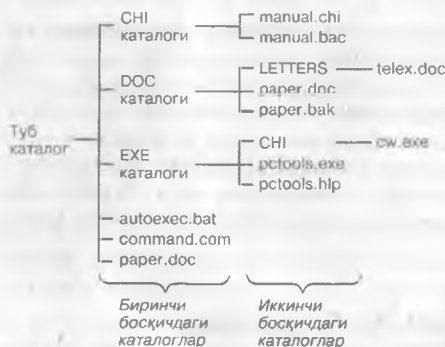 Туб
каталог
CHI
каталоги
manual.chi
manual.bac
DOC
каталоги
LETTERS
telex.doc
paper.doc
paper.bak
EXE
каталоги
CHI
cw.exe
pctools.exe
pctools.hlp
autoexec.bat
command.com
paper.doc
Биринчи
босқичдаги
каталоглар
Иккинчи
босқичдаги
каталоглар